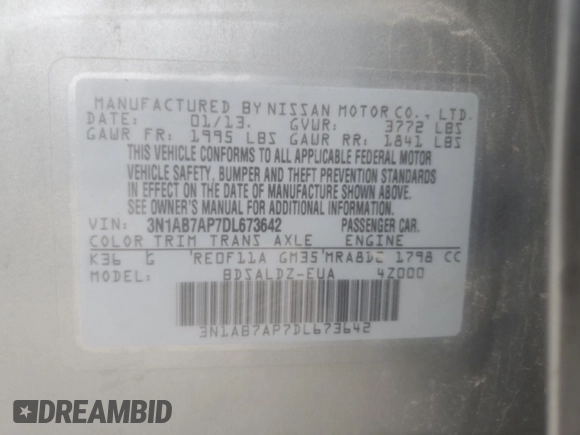 MANUFACTURED BY NISSAN MOTOR CO., LTD.
DATE: 01/13. GVWR: 3772 LBS
GAWR FR: 1995 LBS GAWR RR: 1841 LBS
THIS VEHICLE CONFORMS TO ALL APPLICABLE FEDERAL MOTOR
VEHICLE SAFETY, BUMPER AND THEFT PREVENTION STANDARDS
IN EFFECT ON THE DATE OF MANUFACTURE SHOWN ABOVE.
SEE OWNER'S MANUAL FOR ADDITIONAL INFORMATION.
VIN: 3N1AB7AP7DL673642 PASSENGER CAR.
COLOR TRIM TRANS AXLE ENGINE
K36 G RE0F11A GM35 1798 CC
MODEL: BDSALDZ-EUA 4Z000
3N1AB7AP7DL673642
DREAMBID